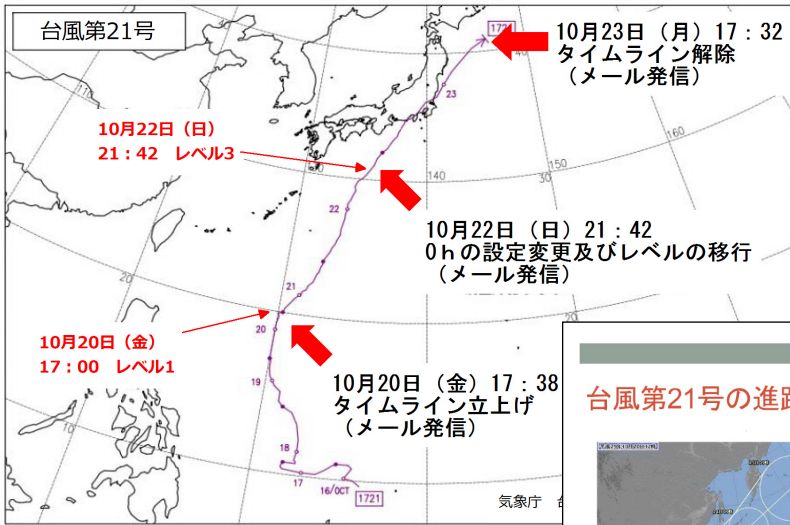 台風第21号
1721
10月23日（月）17：32
タイムライン解除
（メール発信）
40
23
110
10月22日（日）
21：42 レベル3
160
150
140
30
22
10月22日（日）21：42
0hの設定変更及びレベルの移行
（メール発信）
20
21
20
10月20日（金）
17：00 レベル1
20
19
10月20日（金）17：38
タイムライン立上げ
（メール発信）
台風第21号の進
10
18
17
16/OCT
1721
気象庁